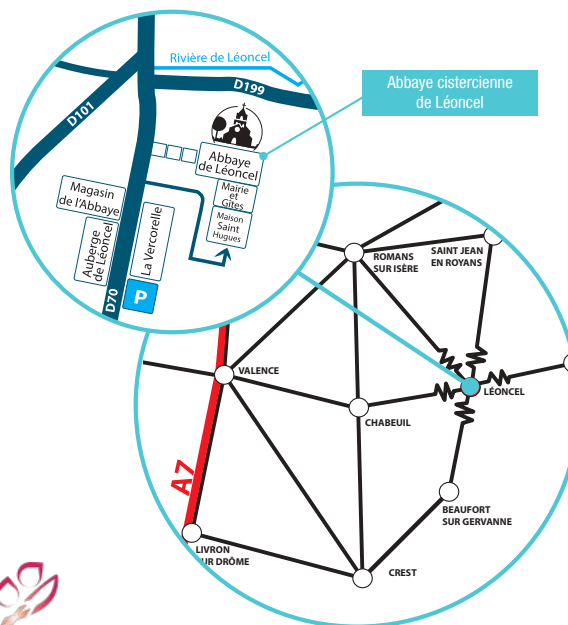 Rivière de Léoncel
D199
D101
Abbaye cistercienne
de Léoncel
Abbaye
de Léoncel
Mairie
et
Gîtes
Maison
Saint
Hugues
Magasin
de l'Abbaye
Auberge
de Léoncel
La Vercorelle
P
D70
ROMANS
SUR ISÈRE
SAINT JEAN
EN ROYANS
VALENCE
LÉONCEL
CHABEUIL
A7
BEAUFORT
SUR GERVANNE
LIVRON
UR DRÔME
CREST